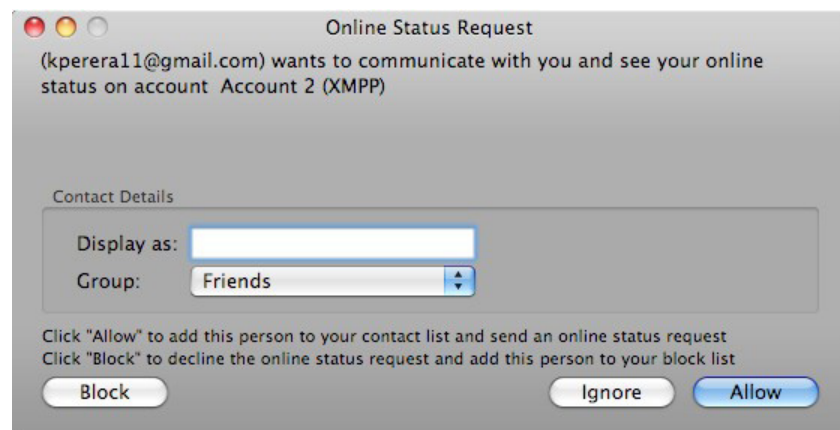 Online Status Request
(kperera11@gmail.com) wants to communicate with you and see your online
status on account Account 2 (XMPP)
Contact Details
Display as:
Group: Friends
Click "Allow" to add this person to your contact list and send an online status request
Click "Block" to decline the online status request and add this person to your block list
Block Ignore Allow